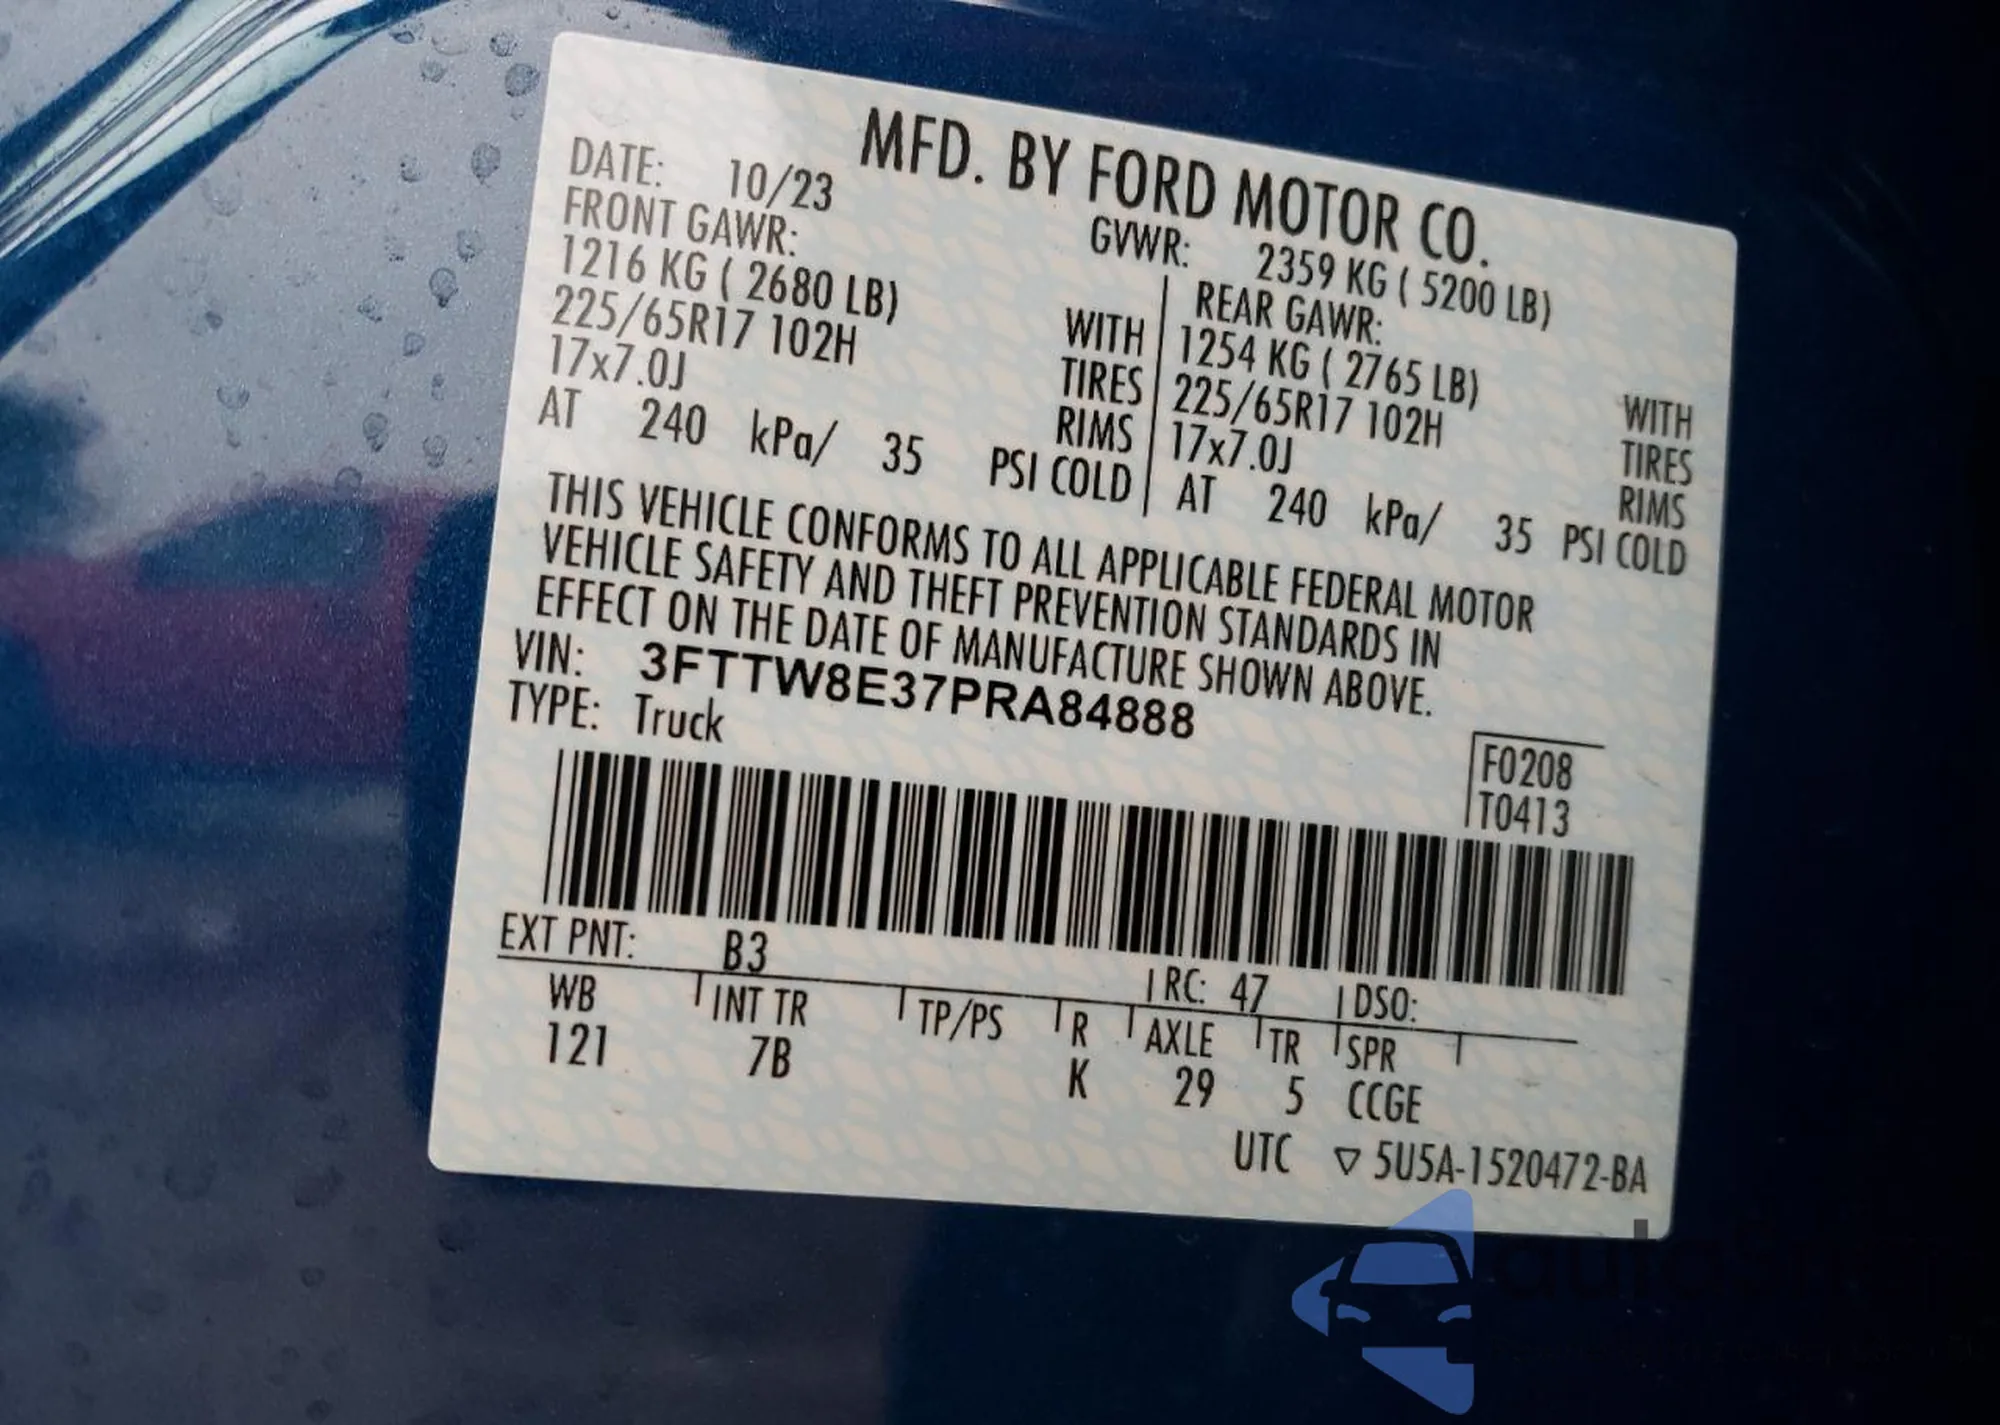 MFD. BY FORD MOTOR CO.
DATE: 10/23 GVWR: 2359 KG ( 5200 LB)
FRONT GAWR: REAR GAWR:
1216 KG ( 2680 LB) WITH 1254 KG ( 2765 LB) WITH
225/65R17 102H TIRES 225/65R17 102H TIRES
17x7.0J RIMS 17x7.0J RIMS
AT 240 kPa/ 35 PSI COLD AT 240 kPa/ 35 PSI COLD
THIS VEHICLE CONFORMS TO ALL APPLICABLE FEDERAL MOTOR
VEHICLE SAFETY AND THEFT PREVENTION STANDARDS IN
EFFECT ON THE DATE OF MANUFACTURE SHOWN ABOVE.
VIN: 3FTTW8E37PRA84888
TYPE: Truck
F0208
T0413
EXT PNT: B3 RC: 47 DSO:
WB INT TR TP/PS R AXLE TR SPR
121 7B K 29 5 CCGE
UTC ▽ 5U5A-1520472-BA